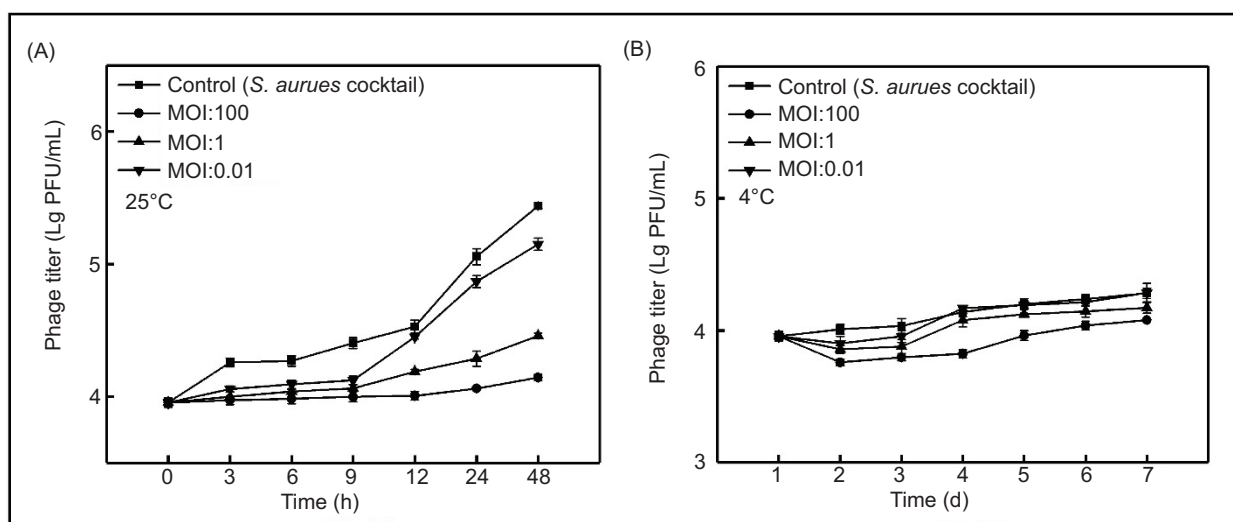 (A)
Control (S. aurues cocktail)
MOI:100
MOI:1
MOI:0.01
25°C
Phage titer (Lg PFU/mL)
6
5
4
0 3 6 9 12 24 48
Time (h)
(B)
Control (S. aurues cocktail)
MOI:100
MOI:1
MOI:0.01
4°C
Phage titer (Lg PFU/mL)
6
5
4
3
1 2 3 4 5 6 7
Time (d)